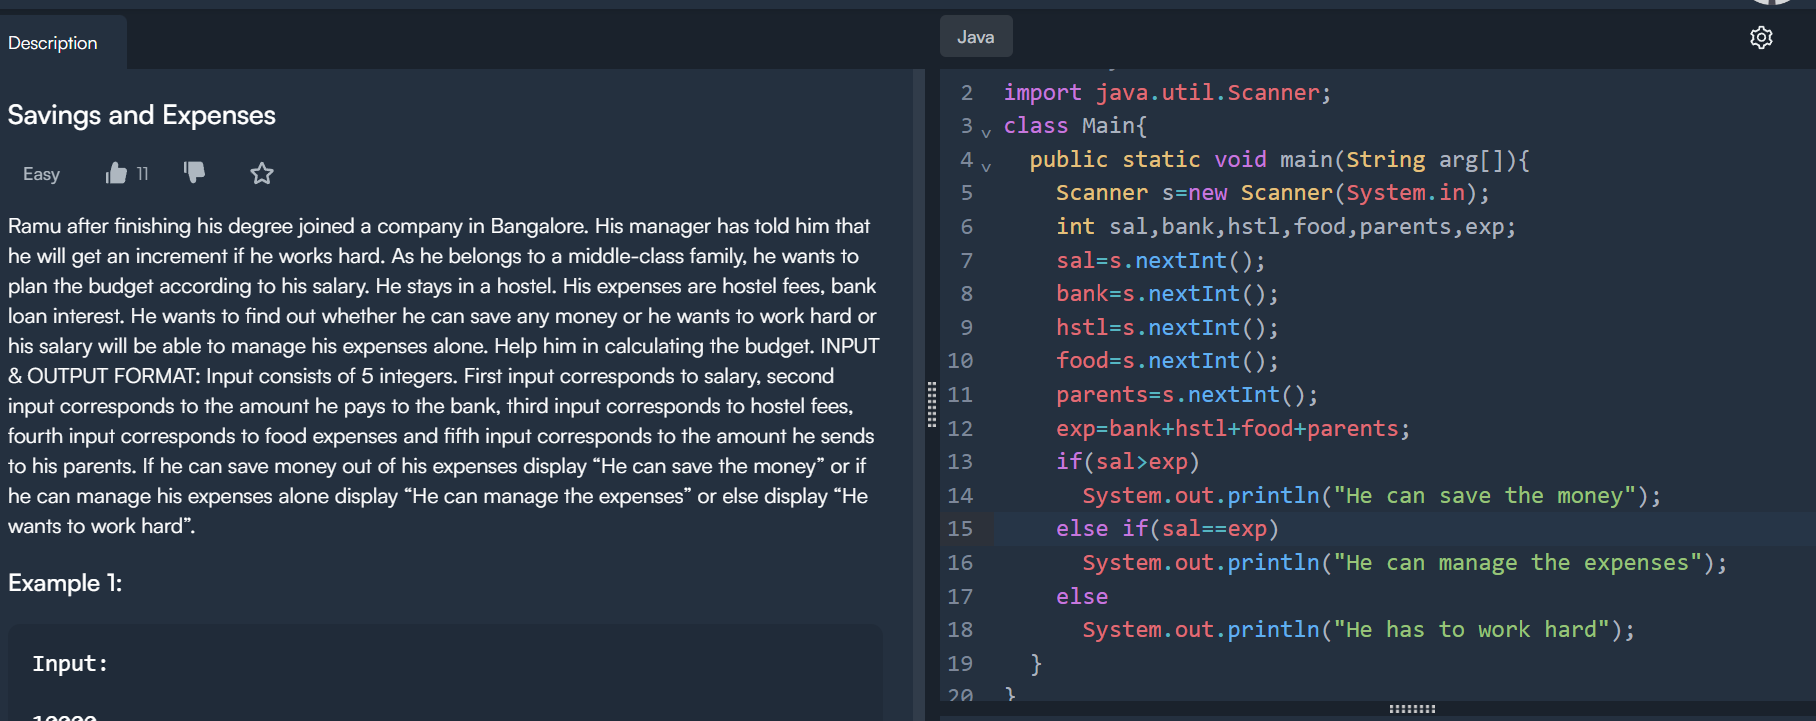 Description
Savings and Expenses
Easy 11
Ramu after finishing his degree joined a company in Bangalore. His manager has told him that
he will get an increment if he works hard. As he belongs to a middle-class family, he wants to
plan the budget according to his salary. He stays in a hostel. His expenses are hostel fees, bank
loan interest. He wants to find out whether he can save any money or he wants to work hard or
his salary will be able to manage his expenses alone. Help him in calculating the budget. INPUT
& OUTPUT FORMAT: Input consists of 5 integers. First input corresponds to salary, second
input corresponds to the amount he pays to the bank, third input corresponds to hostel fees,
fourth input corresponds to food expenses and fifth input corresponds to the amount he sends
to his parents. If he can save money out of his expenses display “He can save the money” or if
he can manage his expenses alone display “He can manage the expenses” or else display “He
wants to work hard”.
Example 1:
Input:
Java
2 import java.util.Scanner;
3 class Main{
4 public static void main(String arg[]){
5 Scanner s=new Scanner(System.in);
6 int sal,bank,hstl,food,parents,exp;
7 sal=s.nextInt();
8 bank=s.nextInt();
9 hstl=s.nextInt();
10 food=s.nextInt();
11 parents=s.nextInt();
12 exp=bank+hstl+food+parents;
13 if(sal>exp)
14 System.out.println("He can save the money");
15 else if(sal==exp)
16 System.out.println("He can manage the expenses");
17 else
18 System.out.println("He has to work hard");
19 }
20 }